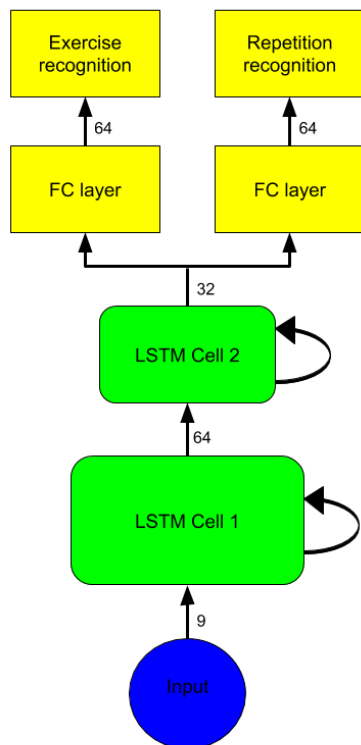 Exercise
recognition
Repetition
recognition
64
64
FC layer
FC layer
32
LSTM Cell 2
64
LSTM Cell 1
9
Input